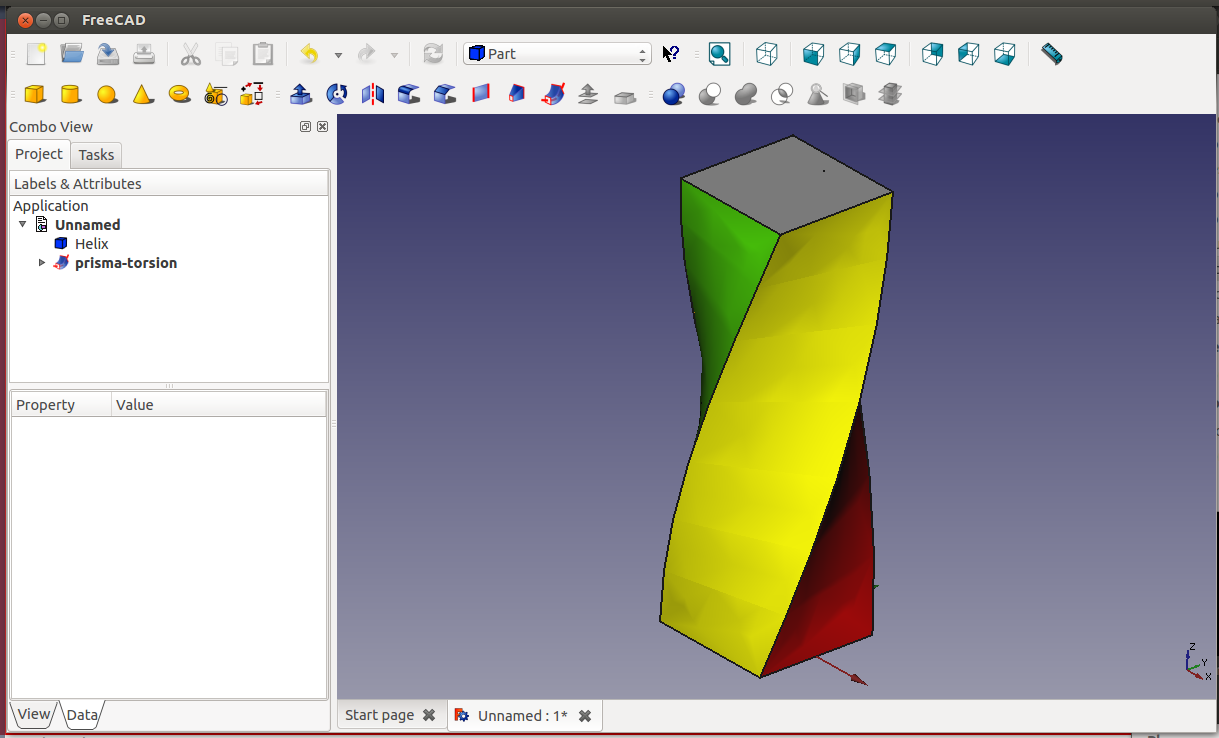 FreeCAD
Part
Combo View
Project Tasks
Labels & Attributes
Application
Unnamed
Helix
prisma-torsion
Property Value
Z
Y
X
View Data
Start page Unnamed : 1*